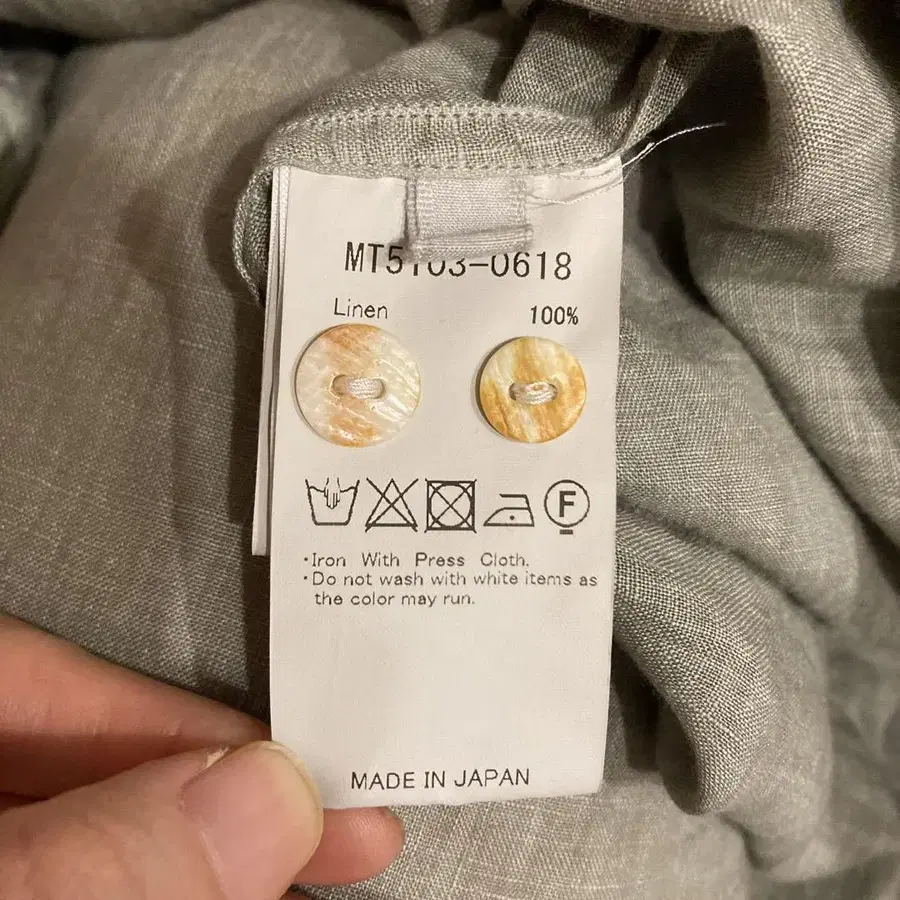 MT5103-0618
Linen 100%
F
·Iron With Press Cloth.
·Do not wash with white items as
the color may run.
MADE IN JAPAN